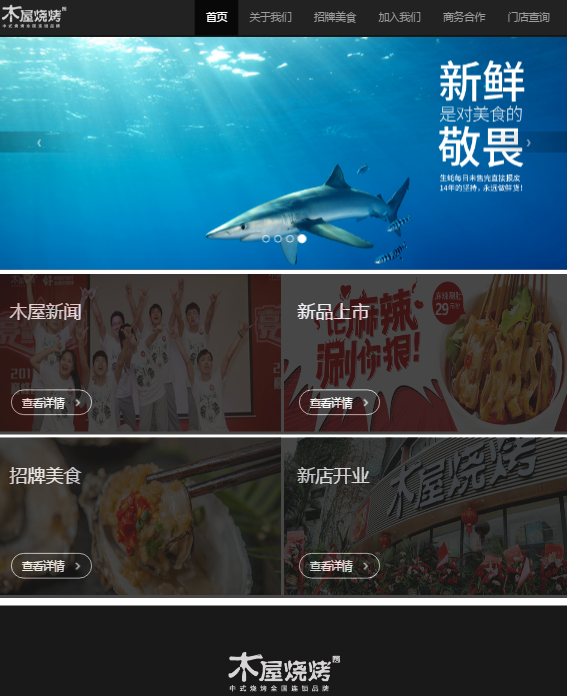 木屋烧烤
中式烧烤全国连锁品牌
首页
关于我们
招牌美食
加入我们
商务合作
门店查询
新鲜
是对美食的
敬畏
生蚝每日未售完直接报废
14年的坚持，永远做鲜货！
木屋新闻
查看详情
新品上市
麻辣
涮你很！
29
查看详情
招牌美食
查看详情
新店开业
木屋烧烤
查看详情
木屋烧烤
中式烧烤全国连锁品牌